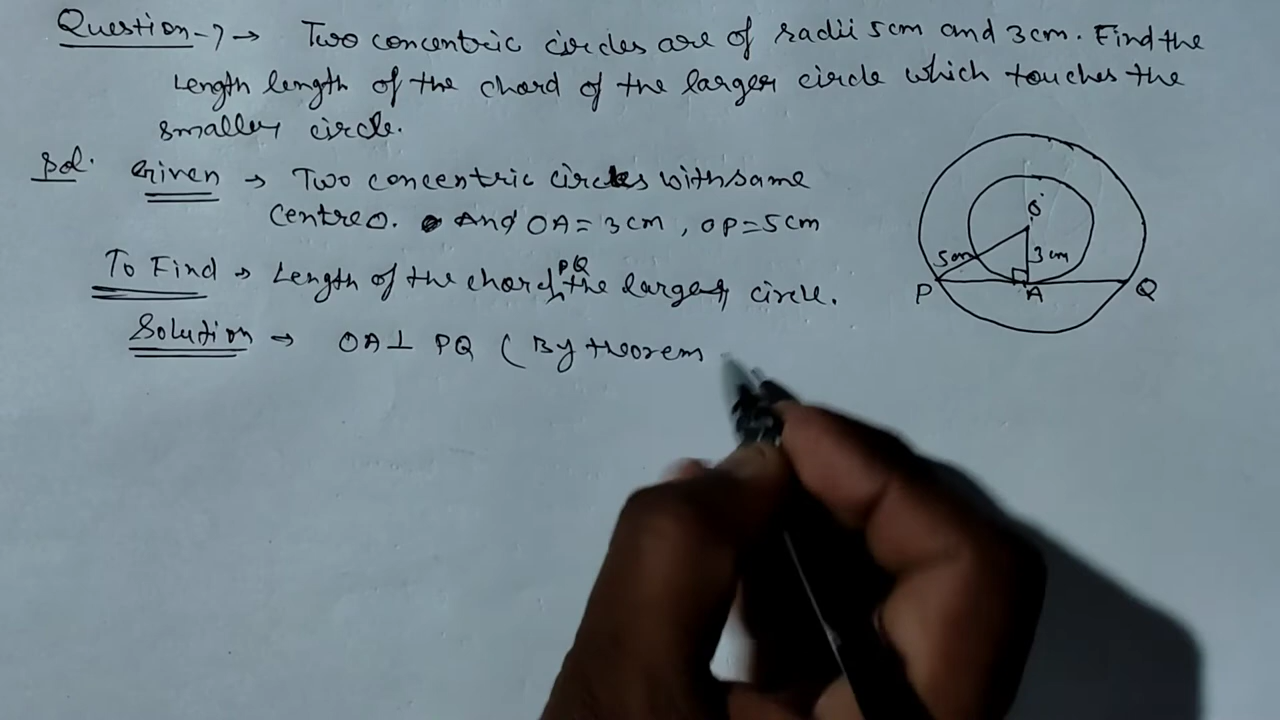 Question-7 → Two concentric circles are of radii 5cm and 3cm. Find the
Length length of the chord of the larger circle which touches the
smaller circle.
Sol. Given → Two concentric circles with same
Centre O. And OA = 3cm, OP = 5cm
To Find → Length of the chord PQ the larger circle.
Solution → OA ⊥ PQ ( By theorem
O
5cm
3cm
P
A
Q